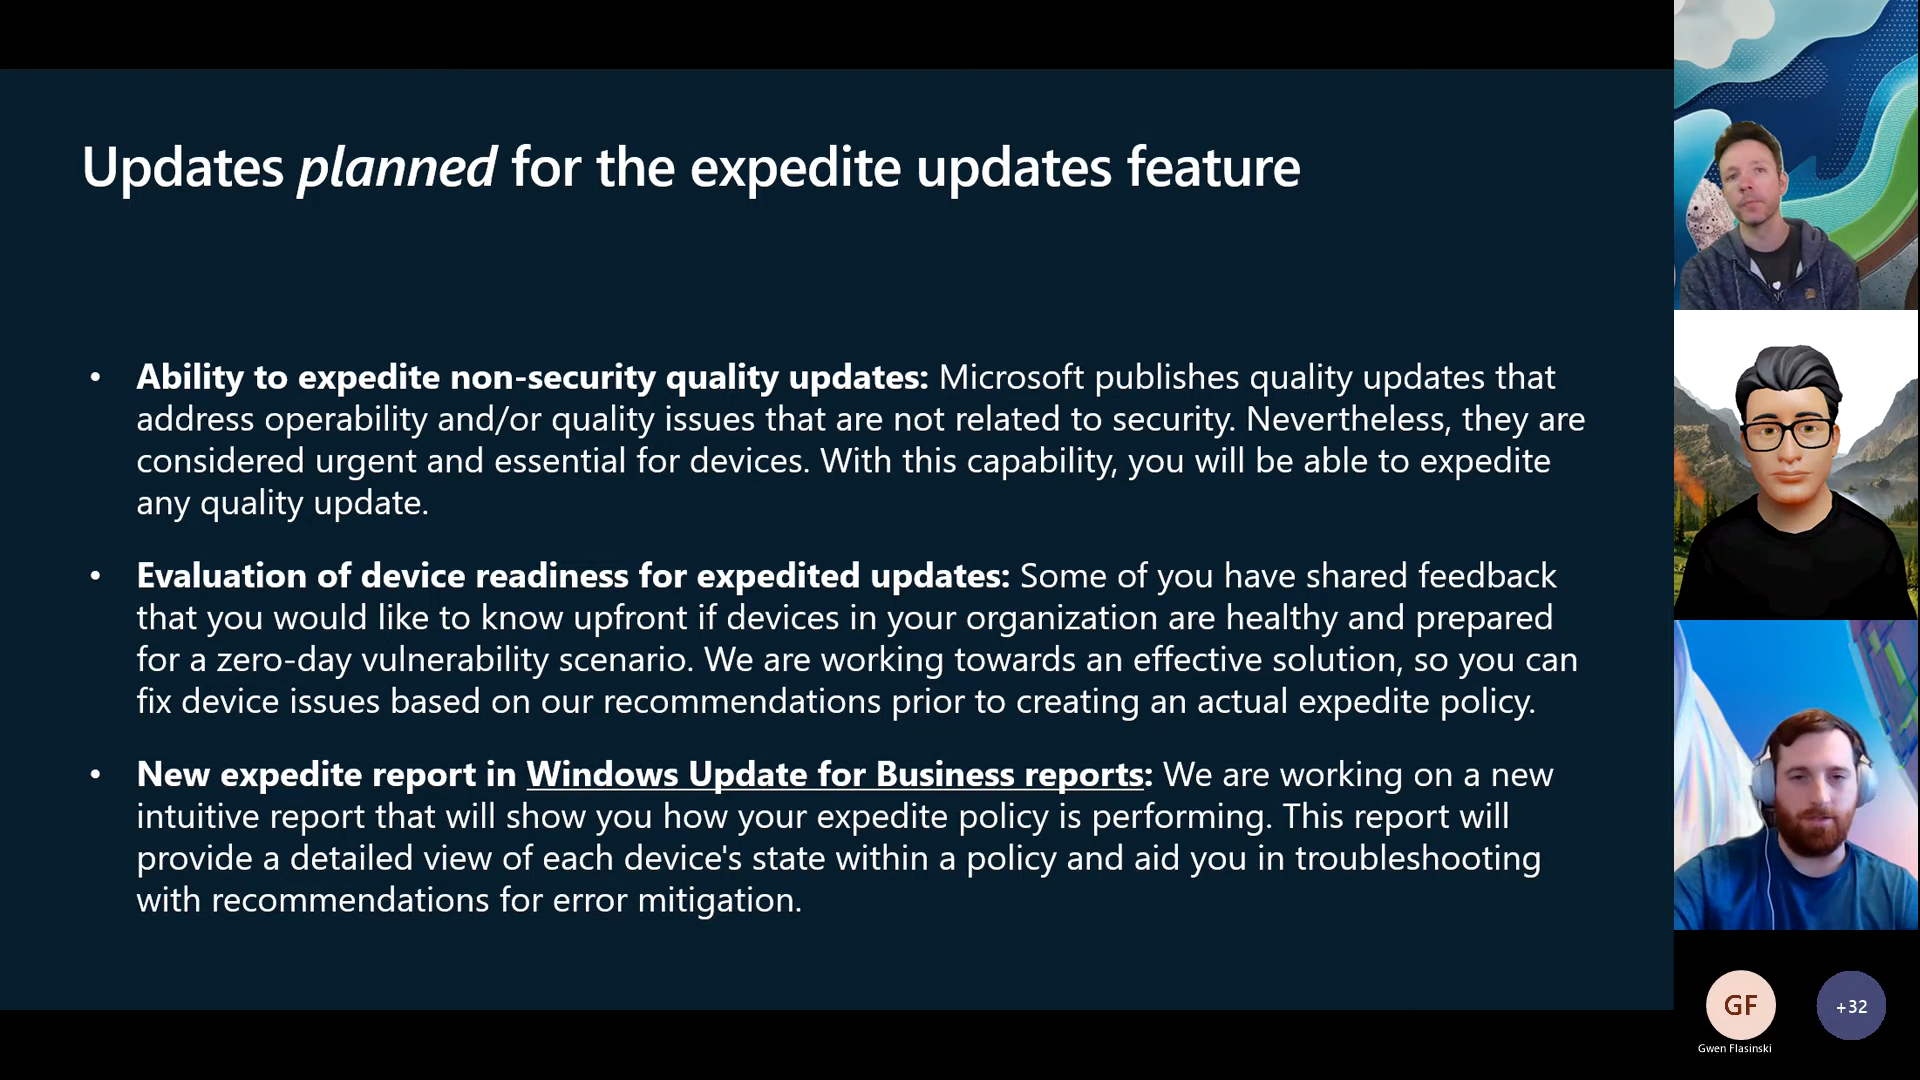 Updates planned for the expedite updates feature
• Ability to expedite non-security quality updates: Microsoft publishes quality updates that
address operability and/or quality issues that are not related to security. Nevertheless, they are
considered urgent and essential for devices. With this capability, you will be able to expedite
any quality update.
• Evaluation of device readiness for expedited updates: Some of you have shared feedback
that you would like to know upfront if devices in your organization are healthy and prepared
for a zero-day vulnerability scenario. We are working towards an effective solution, so you can
fix device issues based on our recommendations prior to creating an actual expedite policy.
• New expedite report in Windows Update for Business reports: We are working on a new
intuitive report that will show you how your expedite policy is performing. This report will
provide a detailed view of each device's state within a policy and aid you in troubleshooting
with recommendations for error mitigation.
GF
+32
Gwen Flasinski